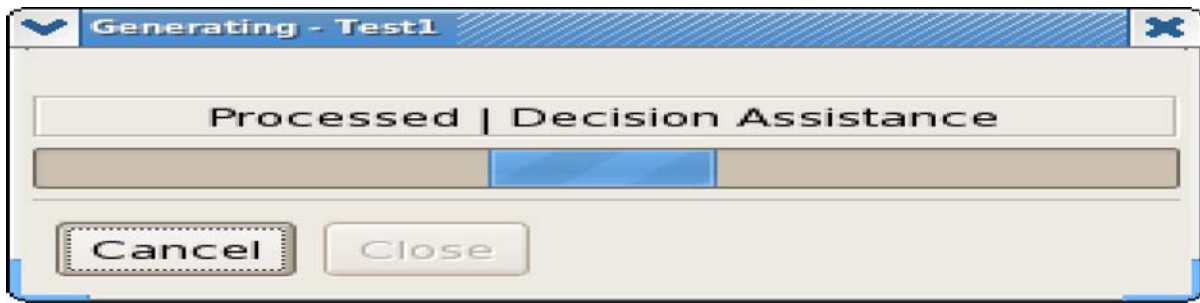 Generating - Test1
Processed | Decision Assistance
Cancel
Close